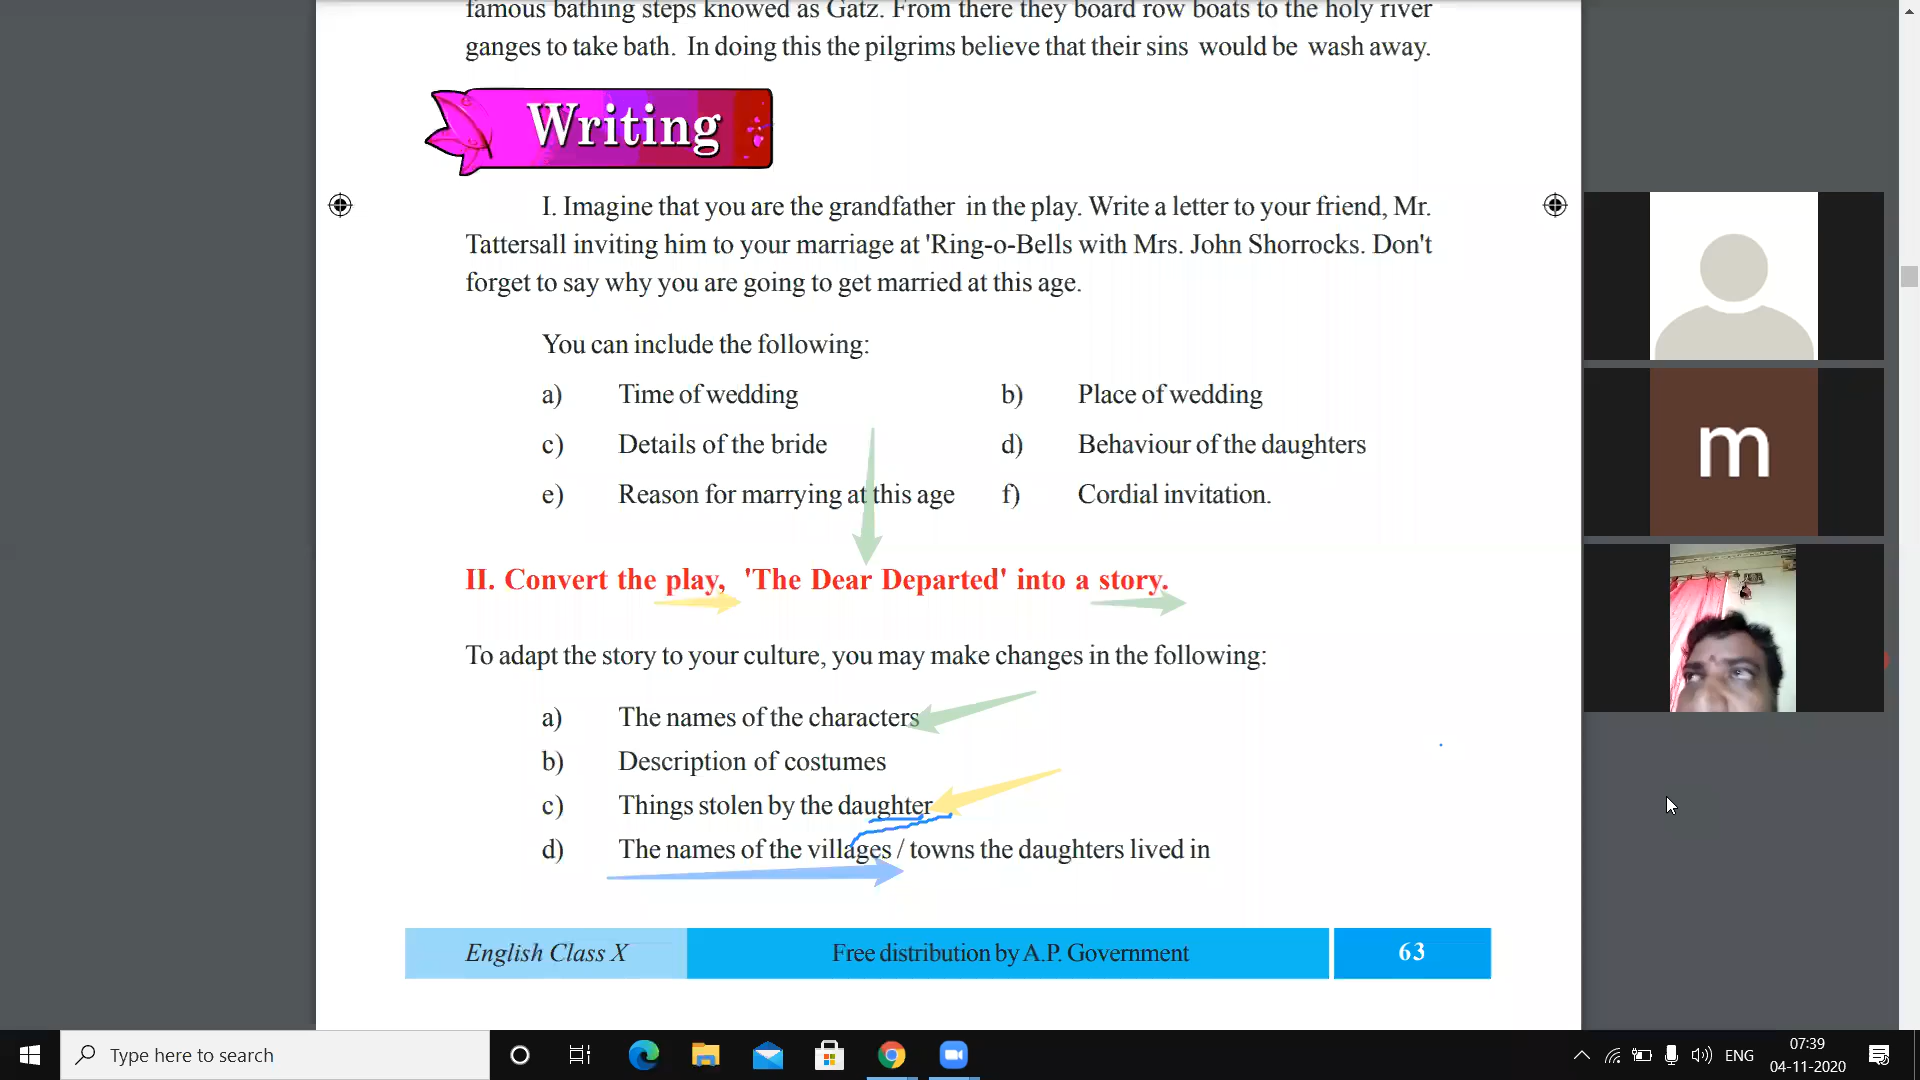 famous bathing steps knowed as Gatz. From there they board row boats to the holy river
ganges to take bath. In doing this the pilgrims believe that their sins would be wash away.
Writing
I. Imagine that you are the grandfather in the play. Write a letter to your friend, Mr.
Tattersall inviting him to your marriage at 'Ring-o-Bells with Mrs. John Shorrocks. Don't
forget to say why you are going to get married at this age.
You can include the following:
a) Time of wedding b) Place of wedding
c) Details of the bride d) Behaviour of the daughters
e) Reason for marrying at this age f) Cordial invitation.
II. Convert the play, 'The Dear Departed' into a story.
To adapt the story to your culture, you may make changes in the following:
a) The names of the characters
b) Description of costumes
c) Things stolen by the daughter
d) The names of the villages / towns the daughters lived in
English Class X Free distribution by A.P. Government 63
m
Type here to search
ENG
07:39
04-11-2020